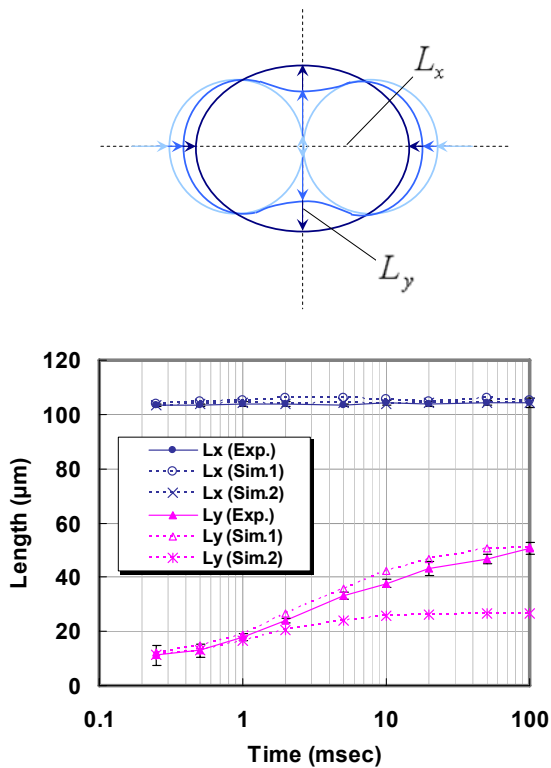 Lx
Ly
120
100
80
60
40
20
0
Length (μm)
Lx (Exp.)
Lx (Sim.1)
Lx (Sim.2)
Ly (Exp.)
Ly (Sim.1)
Ly (Sim.2)
0.1 1 10 100
Time (msec)